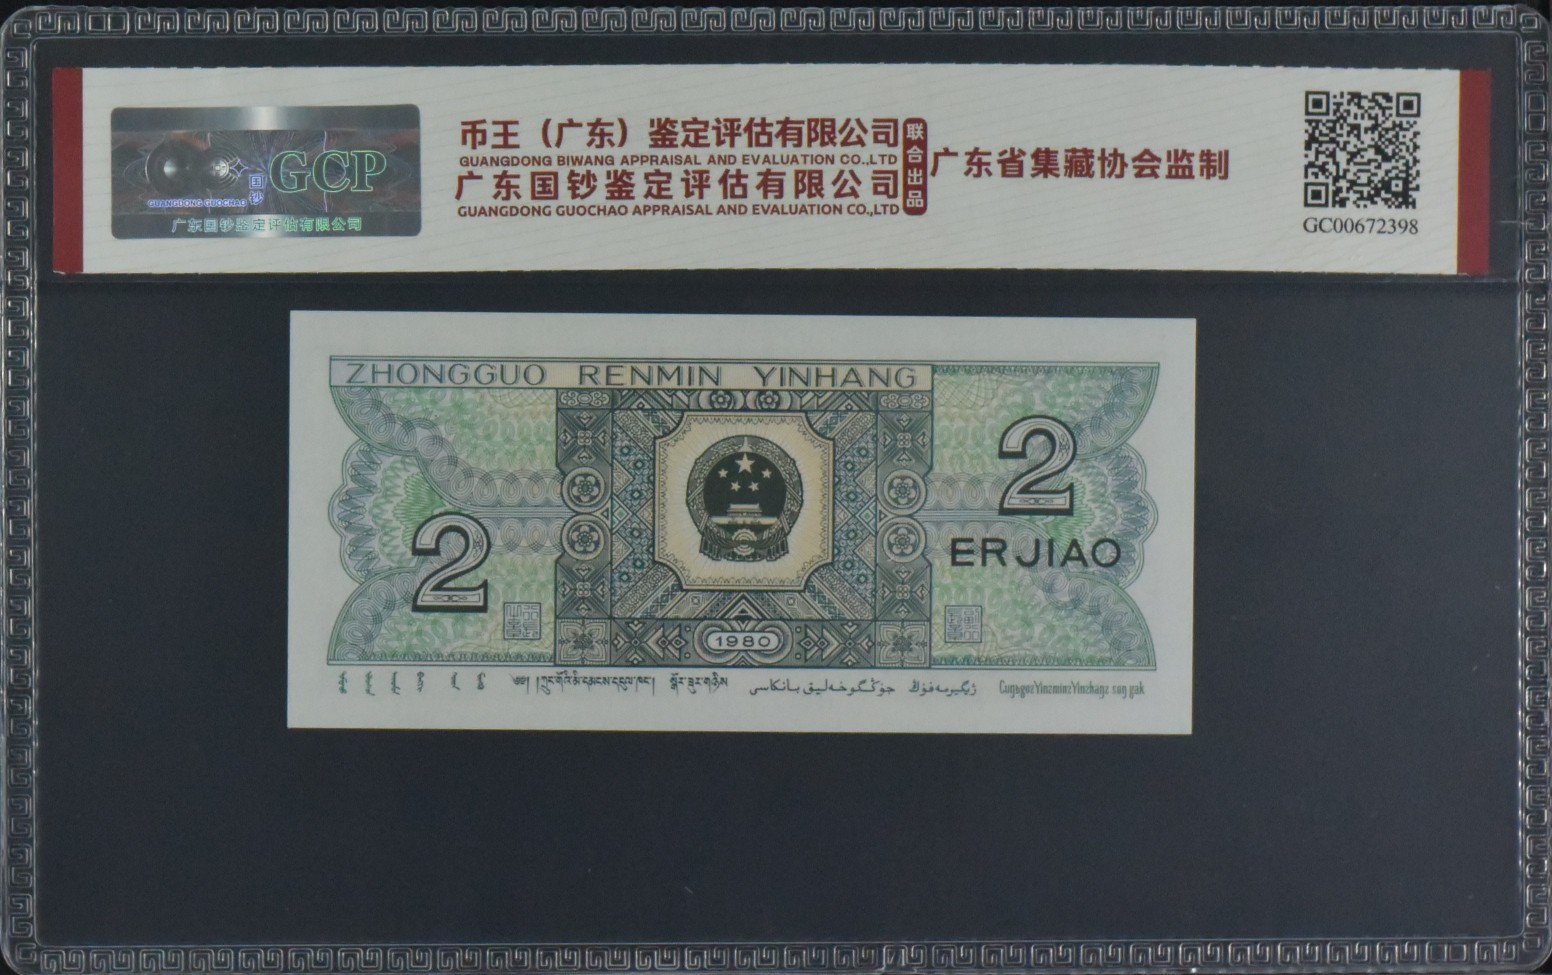 币王（广东）鉴定评估有限公司
GUANGDONG BIWANG APPRAISAL AND EVALUATION CO.,LTD
广东国钞鉴定评估有限公司
GUANGDONG GUOCHAO APPRAISAL AND EVALUATION CO.,LTD
联合出品
广东省集藏协会监制
国钞
GCP
GUANGDONG GUOCHAO
广东国钞鉴定评估有限公司
GC00672398
ZHONGGUO RENMIN YINHANG
2
2
ERJIAO
1980
جۇڭگو خەلىق بانكاسى